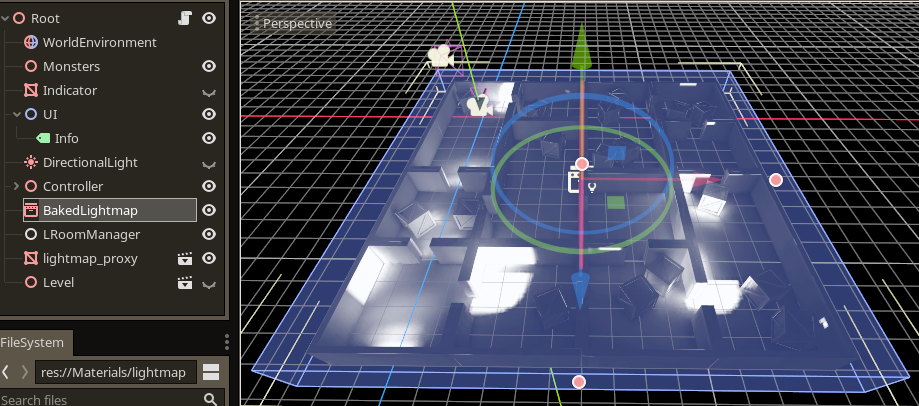 Root
Perspective
WorldEnvironment
Monsters
Indicator
UI
Info
DirectionalLight
Controller
BakedLightmap
LRoomManager
lightmap_proxy
Level
FileSystem
res://Materials/lightmap
Search files